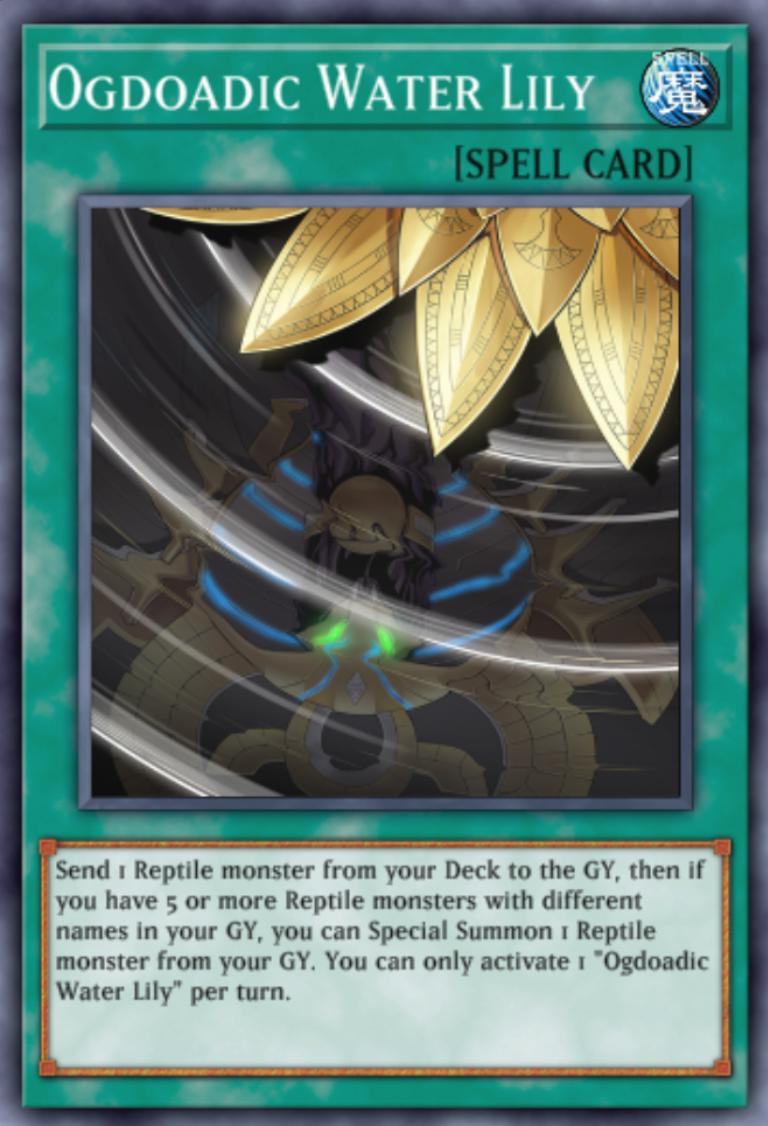 Ogdoadic Water Lily
SPELL
魔
[SPELL CARD]
Send 1 Reptile monster from your Deck to the GY, then if
you have 5 or more Reptile monsters with different
names in your GY, you can Special Summon 1 Reptile
monster from your GY. You can only activate 1 "Ogdoadic
Water Lily" per turn.